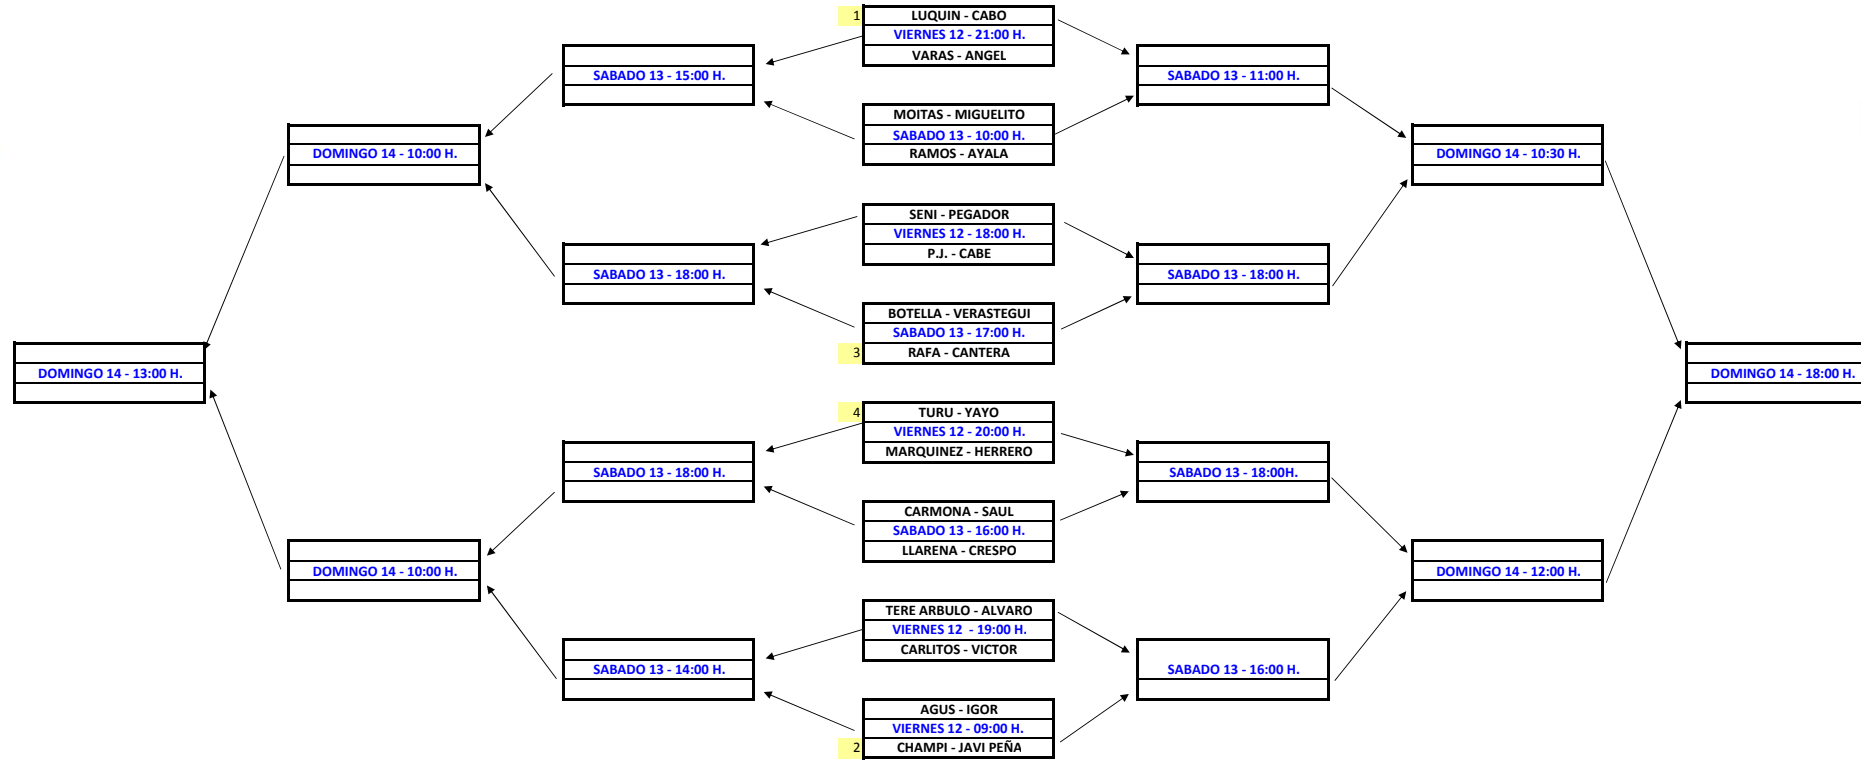 1 LUQUIN - CABO
VIERNES 12 - 21:00 H.
VARAS - ANGEL
SABADO 13 - 15:00 H.
SABADO 13 - 11:00 H.
MOITAS - MIGUELITO
SABADO 13 - 10:00 H.
RAMOS - AYALA
DOMINGO 14 - 10:00 H.
DOMINGO 14 - 10:30 H.
SENI - PEGADOR
VIERNES 12 - 18:00 H.
P.J. - CABE
SABADO 13 - 18:00 H.
SABADO 13 - 18:00 H.
BOTELLA - VERASTEGUI
SABADO 13 - 17:00 H.
3 RAFA - CANTERA
DOMINGO 14 - 13:00 H.
DOMINGO 14 - 18:00 H.
4 TURU - YAYO
VIERNES 12 - 20:00 H.
MARQUINEZ - HERRERO
SABADO 13 - 18:00 H.
SABADO 13 - 18:00H.
CARMONA - SAUL
SABADO 13 - 16:00 H.
LLARENA - CRESPO
DOMINGO 14 - 10:00 H.
DOMINGO 14 - 12:00 H.
TERE ARBULO - ALVARO
VIERNES 12 - 19:00 H.
CARLITOS - VICTOR
SABADO 13 - 14:00 H.
SABADO 13 - 16:00 H.
AGUS - IGOR
VIERNES 12 - 09:00 H.
2 CHAMPI - JAVI PEÑA